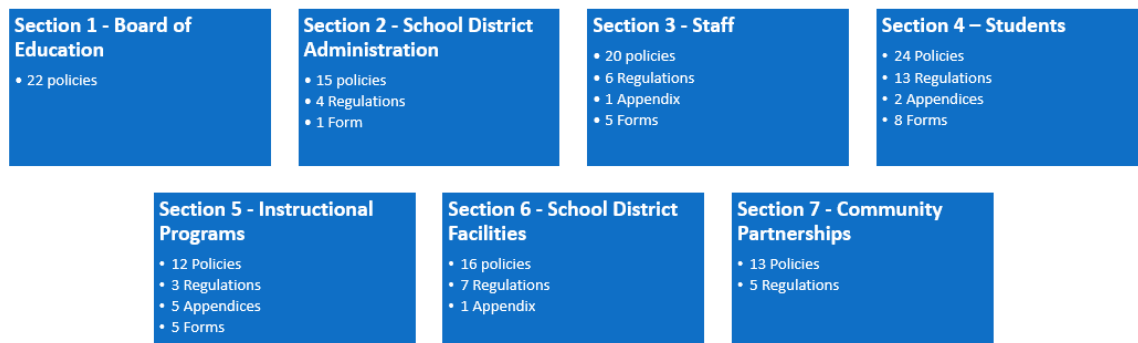 Section 1 - Board of
Education
• 22 policies
Section 2 - School District
Administration
• 15 policies
• 4 Regulations
• 1 Form
Section 3 - Staff
• 20 policies
• 6 Regulations
• 1 Appendix
• 5 Forms
Section 4 – Students
• 24 Policies
• 13 Regulations
• 2 Appendices
• 8 Forms
Section 5 - Instructional
Programs
• 12 Policies
• 3 Regulations
• 5 Appendices
• 5 Forms
Section 6 - School District
Facilities
• 16 policies
• 7 Regulations
• 1 Appendix
Section 7 - Community
Partnerships
• 13 Policies
• 5 Regulations